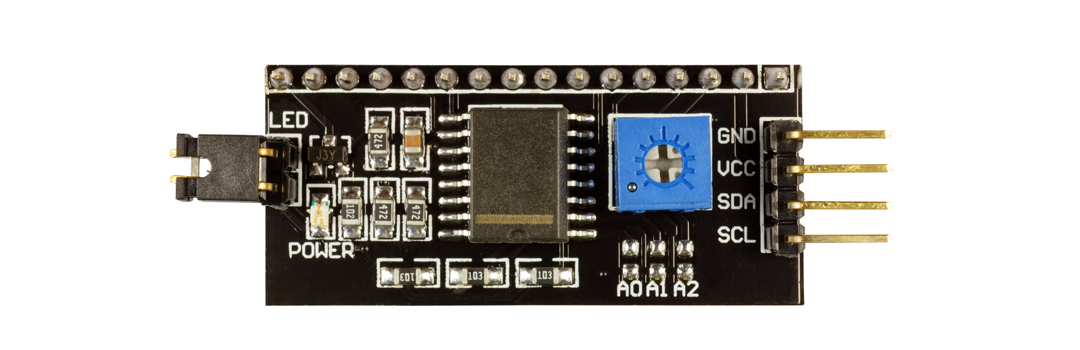 LED
GND
J3Y
472
VCC
102
472
472
SDA
SCL
POWER
103
103
103
A0 A1 A2